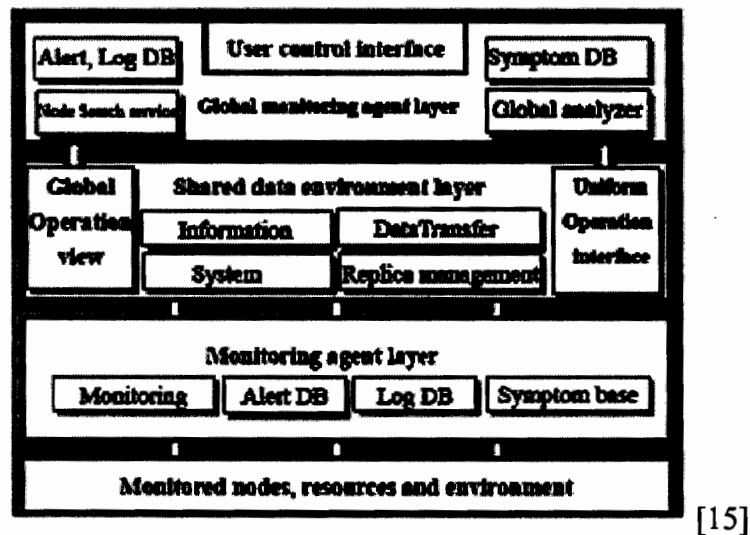 Alert, Log DB
User control interface
Symptom DB
Node Search service
Global monitoring agent layer
Global analyzer
Global
Operation
view
Shared data environment layer
Uniform
Operation
interface
Information
DataTransfer
System
Replica management
Monitoring agent layer
Monitoring
Alert DB
Log DB
Symptom base
Monitored nodes, resources and environment
[15]